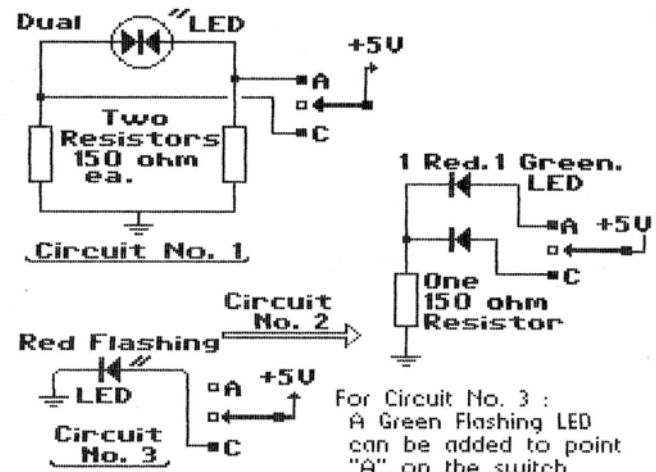 Dual
LED
+5V
A
C
Two
Resistors
150 ohm
ea.
Circuit No. 1
1 Red. 1 Green.
LED
A +5V
C
One
150 ohm
Resistor
Circuit
No. 2
Red Flashing
LED
A +5V
C
Circuit
No. 3
For Circuit No. 3 :
A Green Flashing LED
can be added to point
"A" on the switch